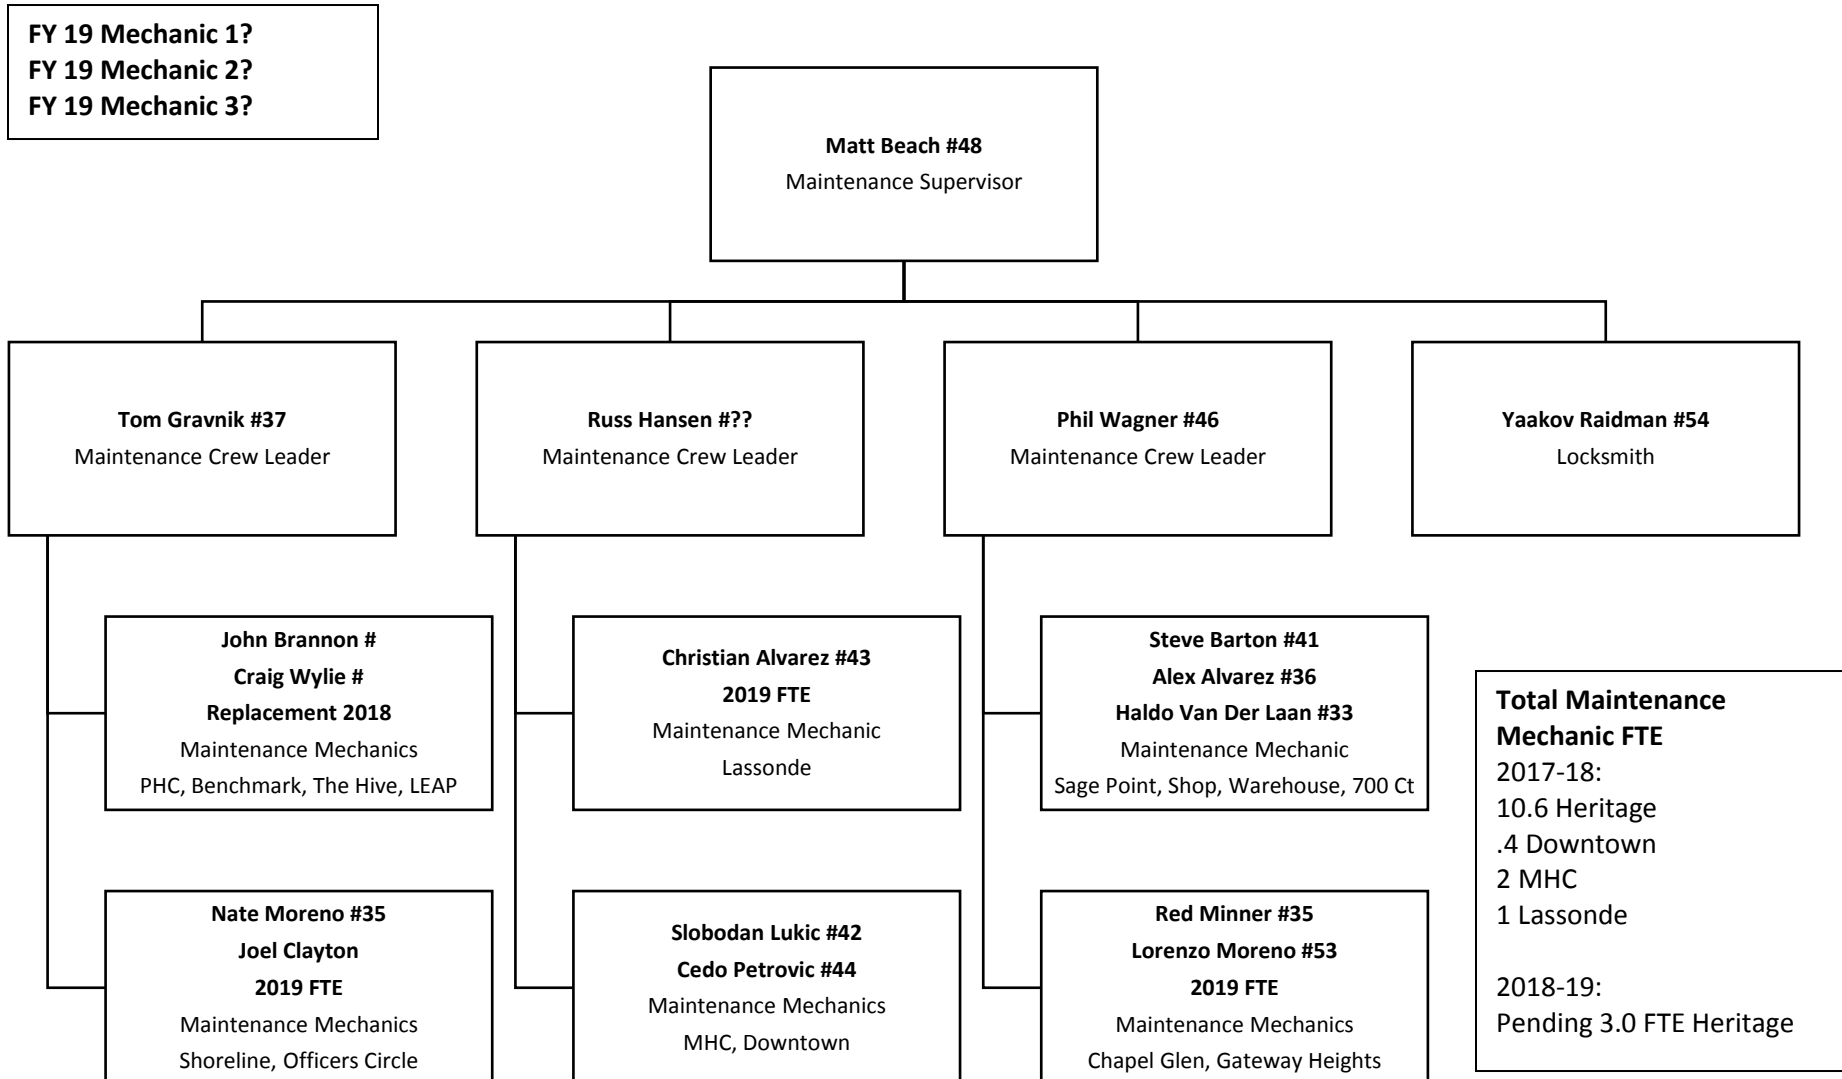 FY 19 Mechanic 1?
FY 19 Mechanic 2?
FY 19 Mechanic 3?
Matt Beach #48
Maintenance Supervisor
Tom Gravnik #37
Maintenance Crew Leader
Russ Hansen #??
Maintenance Crew Leader
Phil Wagner #46
Maintenance Crew Leader
Yaakov Raidman #54
Locksmith
John Brannon #
Craig Wylie #
Replacement 2018
Maintenance Mechanics
PHC, Benchmark, The Hive, LEAP
Christian Alvarez #43
2019 FTE
Maintenance Mechanic
Lassonde
Steve Barton #41
Alex Alvarez #36
Haldo Van Der Laan #33
Maintenance Mechanic
Sage Point, Shop, Warehouse, 700 Ct
Nate Moreno #35
Joel Clayton
2019 FTE
Maintenance Mechanics
Shoreline, Officers Circle
Slobodan Lukic #42
Cedo Petrovic #44
Maintenance Mechanics
MHC, Downtown
Red Minner #35
Lorenzo Moreno #53
2019 FTE
Maintenance Mechanics
Chapel Glen, Gateway Heights
Total Maintenance
Mechanic FTE
2017-18:
10.6 Heritage
.4 Downtown
2 MHC
1 Lassonde
2018-19:
Pending 3.0 FTE Heritage